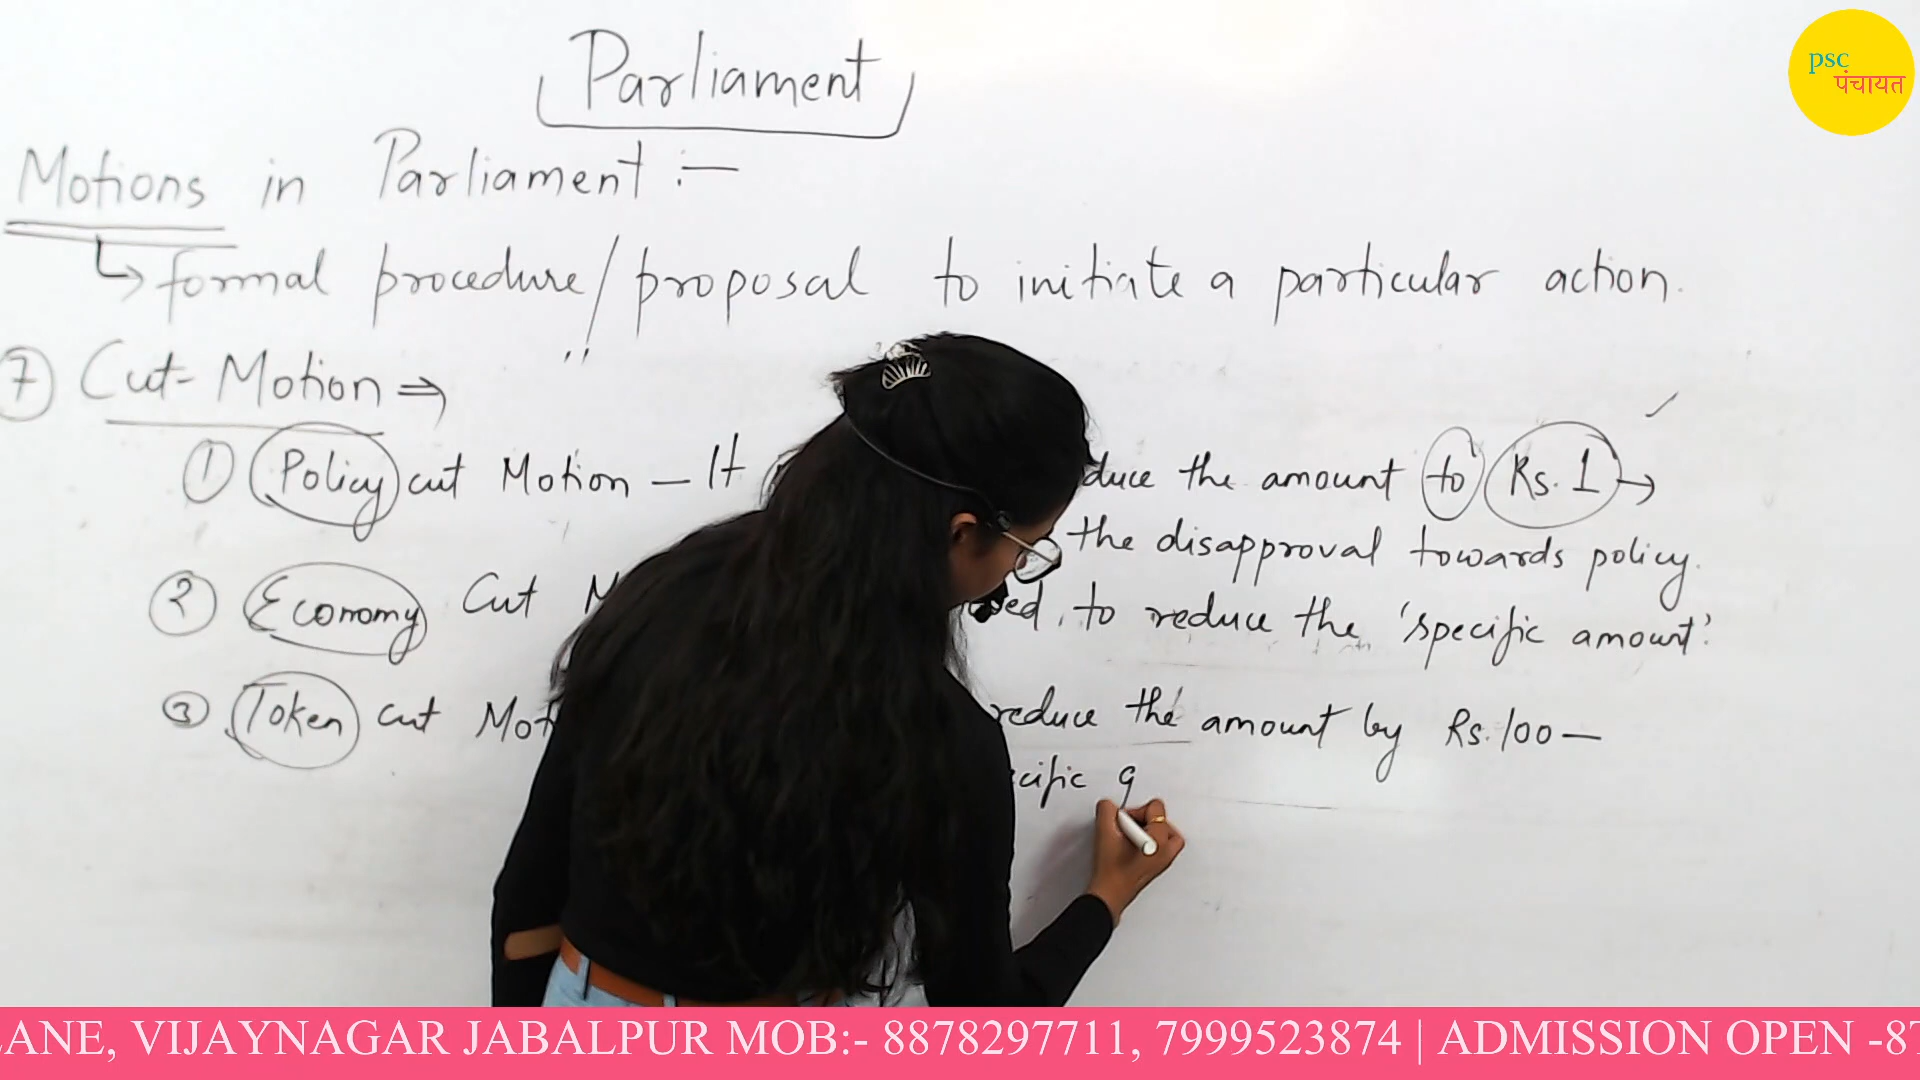 Parliament
psc
पंचायत
Motions in Parliament :-
↳ formal procedure/proposal to initiate a particular action.
⑦ Cut-Motion ⇒
① Policy cut Motion - It duce the amount to Rs. 1 →
the disapproval towards policy.
② Economy Cut M to reduce the 'specific amount'
③ Token cut Mot reduce the amount by Rs. 100 -
cific g
LANE, VIJAYNAGAR JABALPUR MOB:- 8878297711, 7999523874 | ADMISSION OPEN -87